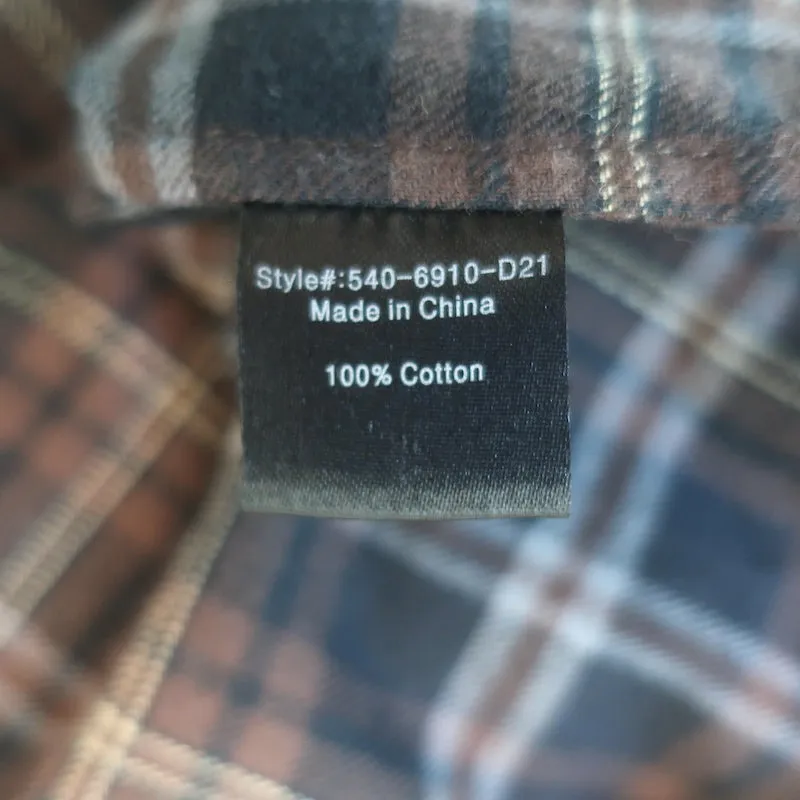 Style#:540-6910-D21
Made in China
100% Cotton